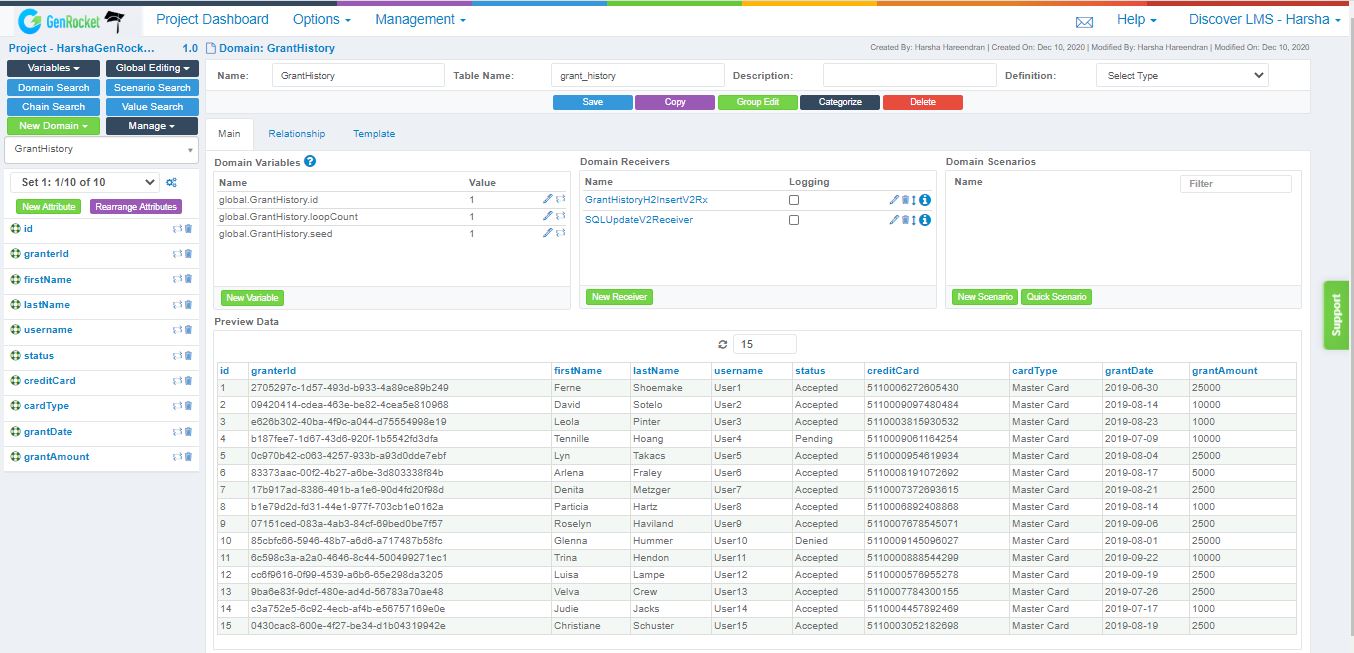 GenRocket Project Dashboard Options Management Help Discover LMS - Harsha
Project - HarshaGenRock... 1.0
Domain: GrantHistory
Created By: Harsha Hareendran | Created On: Dec 10, 2020 | Modified By: Harsha Hareendran | Modified On: Dec 10, 2020
Variables Global Editing
Domain Search Scenario Search
Chain Search Value Search
New Domain Manage
GrantHistory
Set 1: 1/10 of 10
New Attribute Rearrange Attributes
id
granterId
firstName
lastName
username
status
creditCard
cardType
grantDate
grantAmount
Name: GrantHistory Table Name: grant_history Description: Definition: Select Type
Save Copy Group Edit Categorize Delete
Main Relationship Template
Domain Variables ?
Name Value
global.GrantHistory.id 1
global.GrantHistory.loopCount 1
global.GrantHistory.seed 1
New Variable
Domain Receivers
Name Logging
GrantHistoryH2InsertV2Rx
SQLUpdateV2Receiver
New Receiver
Domain Scenarios
Name Filter
New Scenario Quick Scenario
Support
Preview Data
15
id granterId firstName lastName username status creditCard cardType grantDate grantAmount
1 2705297c-1d57-493d-b933-4a89ce89b249 Ferne Shoemake User1 Accepted 5110006272605430 Master Card 2019-06-30 25000
2 09420414-cdea-463e-be82-4cea5e810968 David Sotelo User2 Accepted 5110009097480484 Master Card 2019-08-14 10000
3 e626b302-40ba-4f9c-a044-d75554998e19 Leola Pinter User3 Accepted 5110003815930532 Master Card 2019-08-23 1000
4 b187fee7-1d67-43d6-920f-1b5542fd3dfa Tennille Hoang User4 Pending 5110009061164254 Master Card 2019-07-09 10000
5 0c970b42-c063-4257-933b-a93d0dde7ebf Lyn Takacs User5 Accepted 5110000954619934 Master Card 2019-08-04 25000
6 83373aac-00f2-4b27-a6be-3d803338f84b Arlena Fraley User6 Accepted 5110008191072692 Master Card 2019-08-17 5000
7 17b917ad-8386-491b-a1e6-90d4fd20f98d Denita Metzger User7 Accepted 5110007372693615 Master Card 2019-08-21 2500
8 b1e79d2d-fd31-44e1-977f-703cb1e0162a Particia Hartz User8 Accepted 5110006892408868 Master Card 2019-08-14 1000
9 07151ced-083a-4ab3-84cf-69bed0be7f57 Roselyn Haviland User9 Accepted 5110007678545071 Master Card 2019-09-06 2500
10 85cbfc66-5946-48b7-a6d6-a717487b58fc Glenna Hummer User10 Denied 5110009145096027 Master Card 2019-08-01 25000
11 6c598c3a-a2a0-4646-8c44-500499271ec1 Trina Hendon User11 Accepted 5110000888544299 Master Card 2019-09-22 10000
12 cc6f9616-0f99-4539-a6b6-65e298da3205 Luisa Lampe User12 Accepted 5110000576955278 Master Card 2019-09-19 2500
13 9ba6e83f-9dcf-480e-ad4d-56783a70ae48 Velva Crew User13 Accepted 5110007784300155 Master Card 2019-07-26 2500
14 c3a752e5-6c92-4ecb-af4b-e56757169e0e Judie Jacks User14 Accepted 5110004457892469 Master Card 2019-07-17 1000
15 0430cac8-600e-4f27-be34-d1b04319942e Christiane Schuster User15 Accepted 5110003052182698 Master Card 2019-08-19 2500